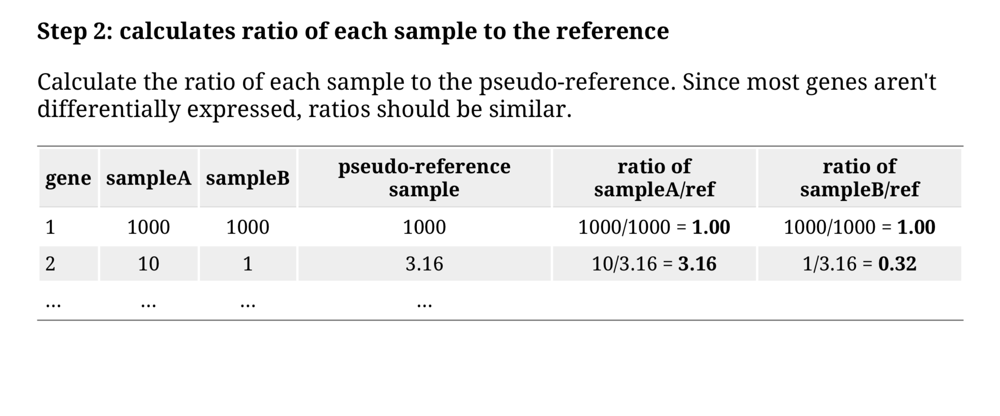 Step 2: calculates ratio of each sample to the reference
Calculate the ratio of each sample to the pseudo-reference. Since most genes aren't
differentially expressed, ratios should be similar.
gene sampleA sampleB pseudo-reference sample ratio of sampleA/ref ratio of sampleB/ref
1 1000 1000 1000 1000/1000 = 1.00 1000/1000 = 1.00
2 10 1 3.16 10/3.16 = 3.16 1/3.16 = 0.32
... ... ... ...